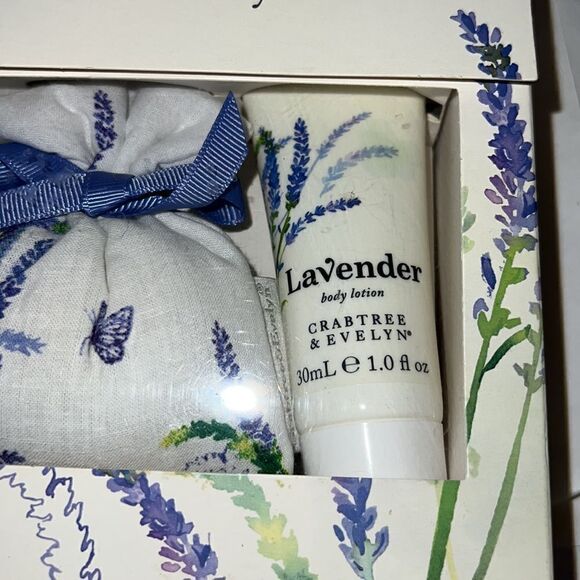 Lavender
body lotion
CRABTREE
& EVELYN®
30mL ℮ 1.0 fl oz